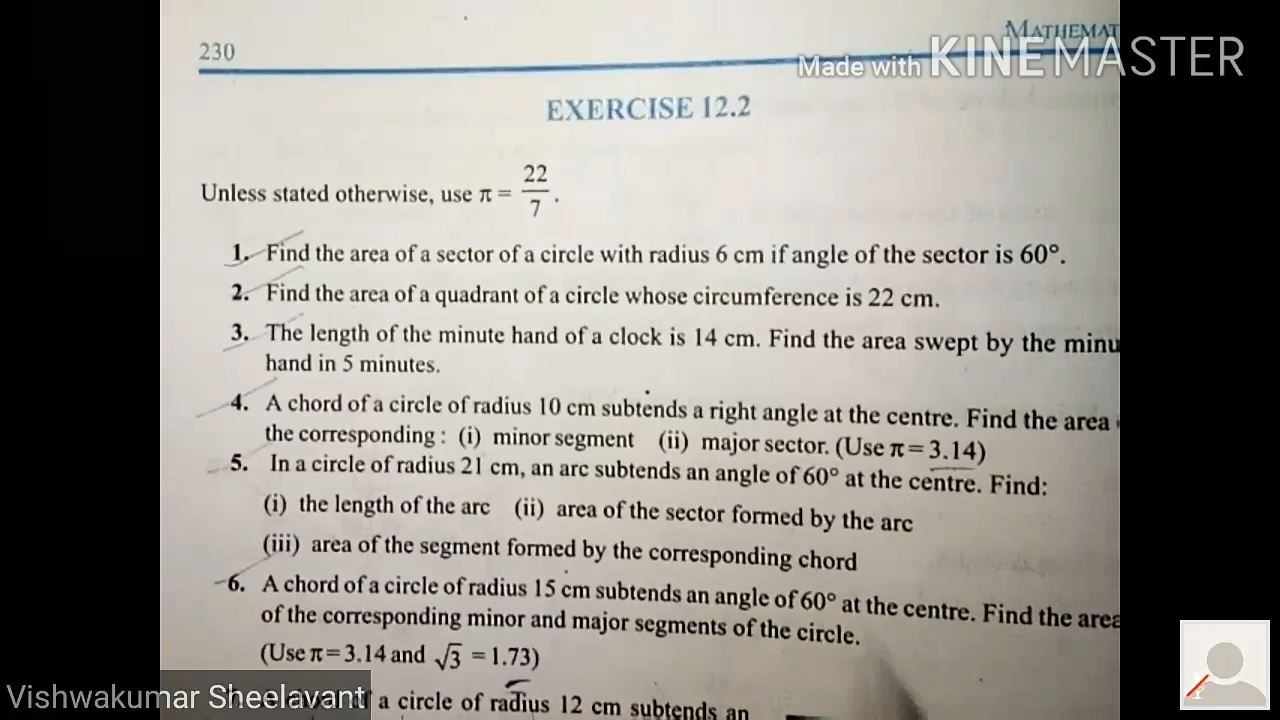 230
MATHEMAT
Made with KINEMASTER
EXERCISE 12.2
Unless stated otherwise, use π = 22/7.
1. Find the area of a sector of a circle with radius 6 cm if angle of the sector is 60°.
2. Find the area of a quadrant of a circle whose circumference is 22 cm.
3. The length of the minute hand of a clock is 14 cm. Find the area swept by the minu
hand in 5 minutes.
4. A chord of a circle of radius 10 cm subtends a right angle at the centre. Find the area
the corresponding : (i) minor segment (ii) major sector. (Use π = 3.14)
5. In a circle of radius 21 cm, an arc subtends an angle of 60° at the centre. Find:
(i) the length of the arc (ii) area of the sector formed by the arc
(iii) area of the segment formed by the corresponding chord
6. A chord of a circle of radius 15 cm subtends an angle of 60° at the centre. Find the area
of the corresponding minor and major segments of the circle.
(Use π = 3.14 and √3 = 1.73)
a circle of radius 12 cm subtends an
Vishwakumar Sheelavant